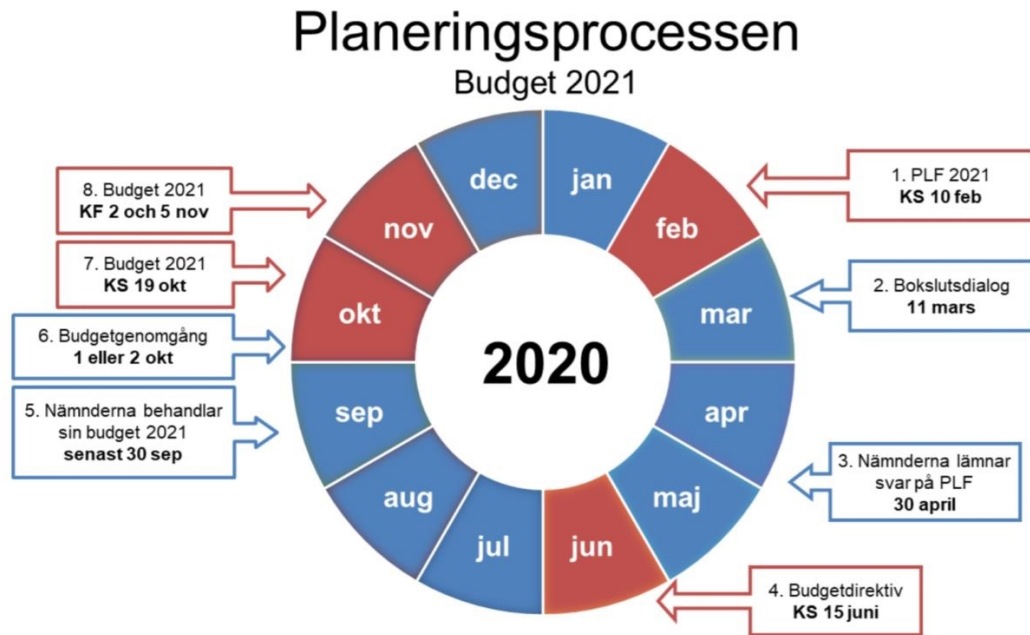 Planeringsprocessen
Budget 2021
jan
feb
mar
apr
maj
jun
jul
aug
sep
okt
nov
dec
2020
1. PLF 2021
KS 10 feb
2. Bokslutsdialog
11 mars
3. Nämnderna lämnar
svar på PLF
30 april
4. Budgetdirektiv
KS 15 juni
5. Nämnderna behandlar
sin budget 2021
senast 30 sep
6. Budgetgenomgång
1 eller 2 okt
7. Budget 2021
KS 19 okt
8. Budget 2021
KF 2 och 5 nov